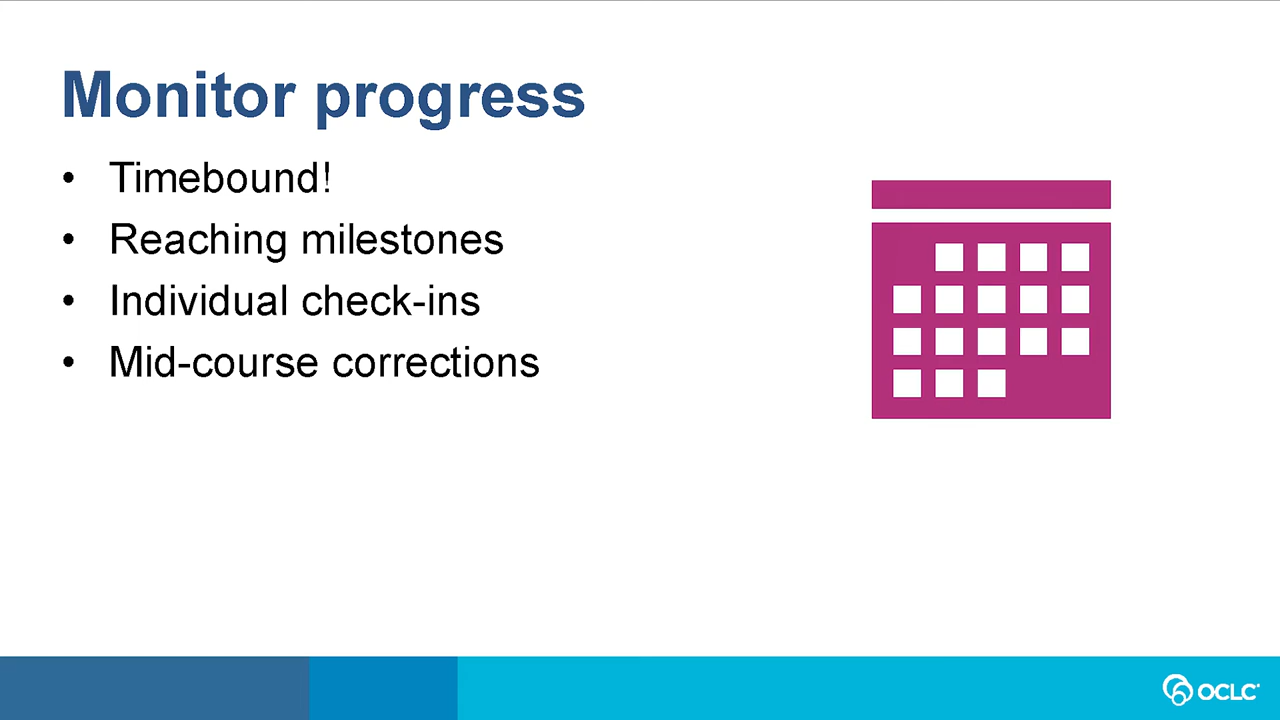 Monitor progress
• Timebound!
• Reaching milestones
• Individual check-ins
• Mid-course corrections
OCLC